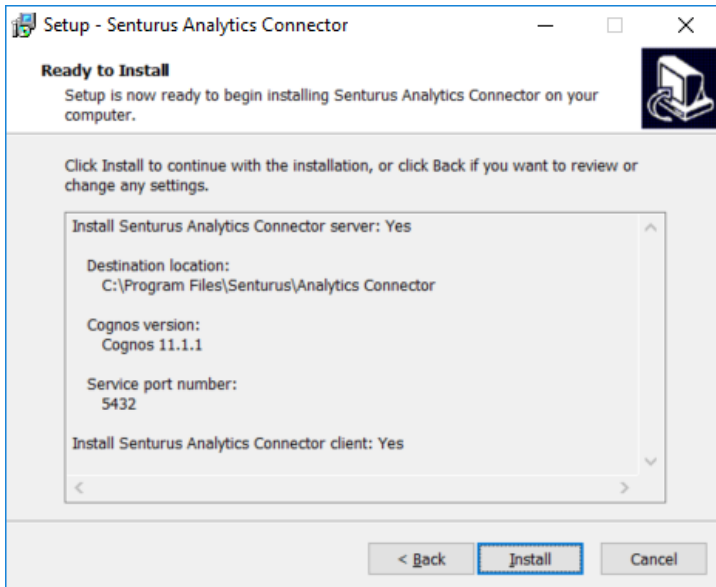 Setup - Senturus Analytics Connector
Ready to Install
Setup is now ready to begin installing Senturus Analytics Connector on your
computer.
Click Install to continue with the installation, or click Back if you want to review or
change any settings.
Install Senturus Analytics Connector server: Yes
Destination location:
C:\Program Files\Senturus\Analytics Connector
Cognos version:
Cognos 11.1.1
Service port number:
5432
Install Senturus Analytics Connector client: Yes
< Back
Install
Cancel